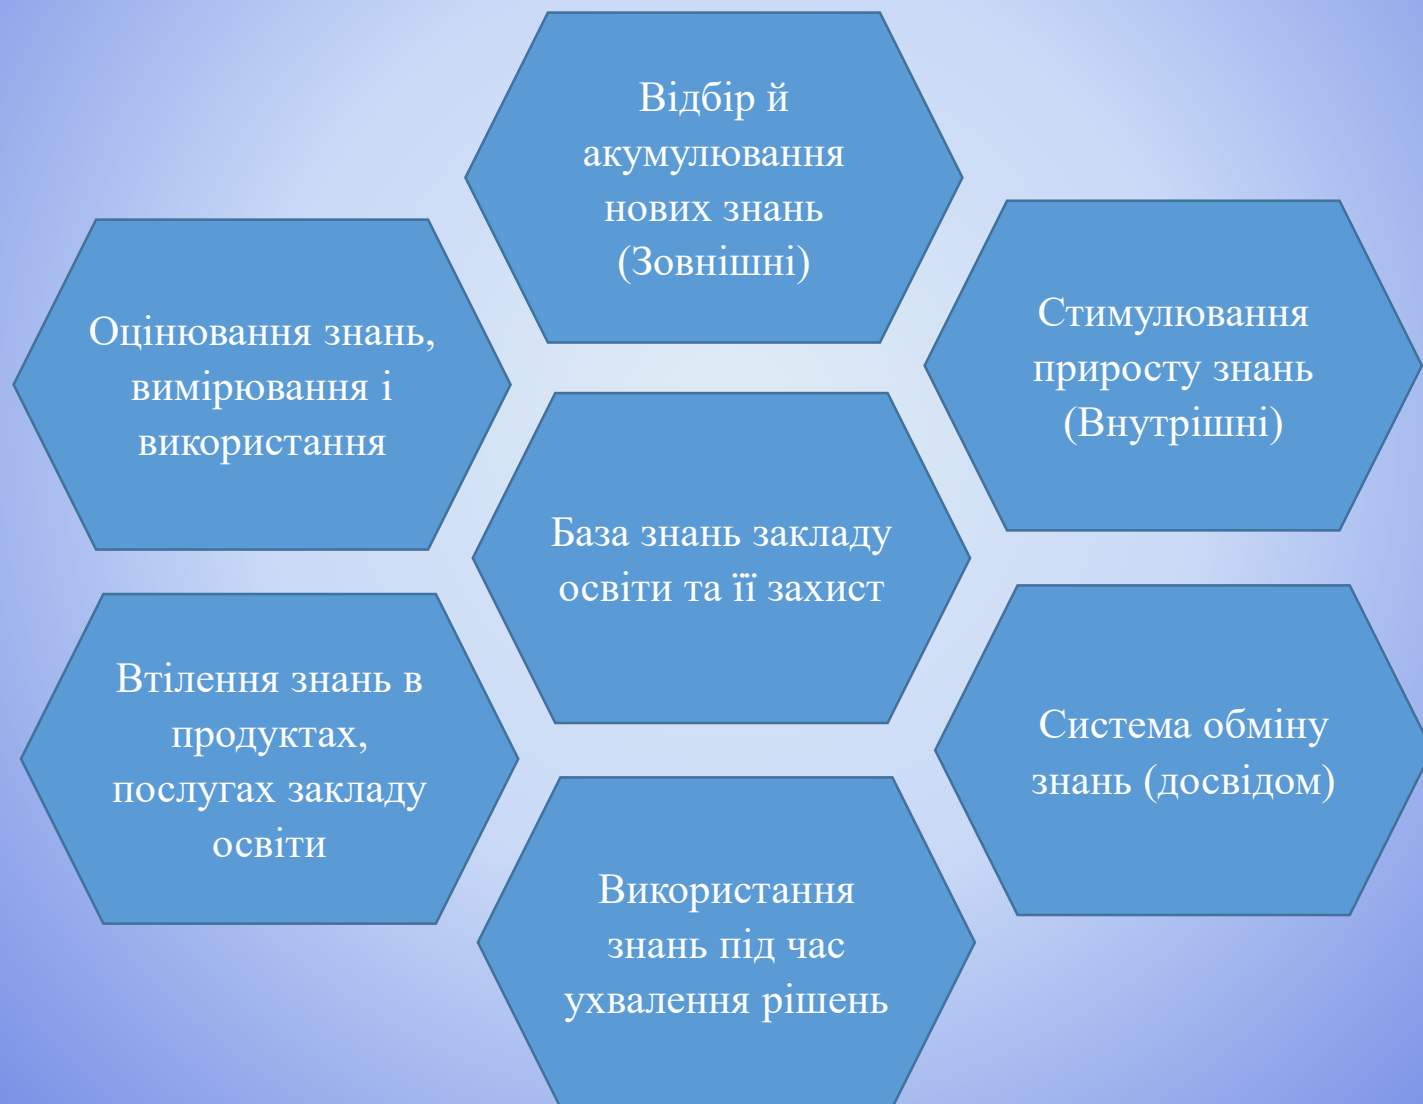 Відбір й
акумулювання
нових знань
(Зовнішні)
Оцінювання знань,
вимірювання і
використання
Стимулювання
приросту знань
(Внутрішні)
База знань закладу
освіти та її захист
Втілення знань в
продуктах,
послугах закладу
освіти
Система обміну
знань (досвідом)
Використання
знань під час
ухвалення рішень